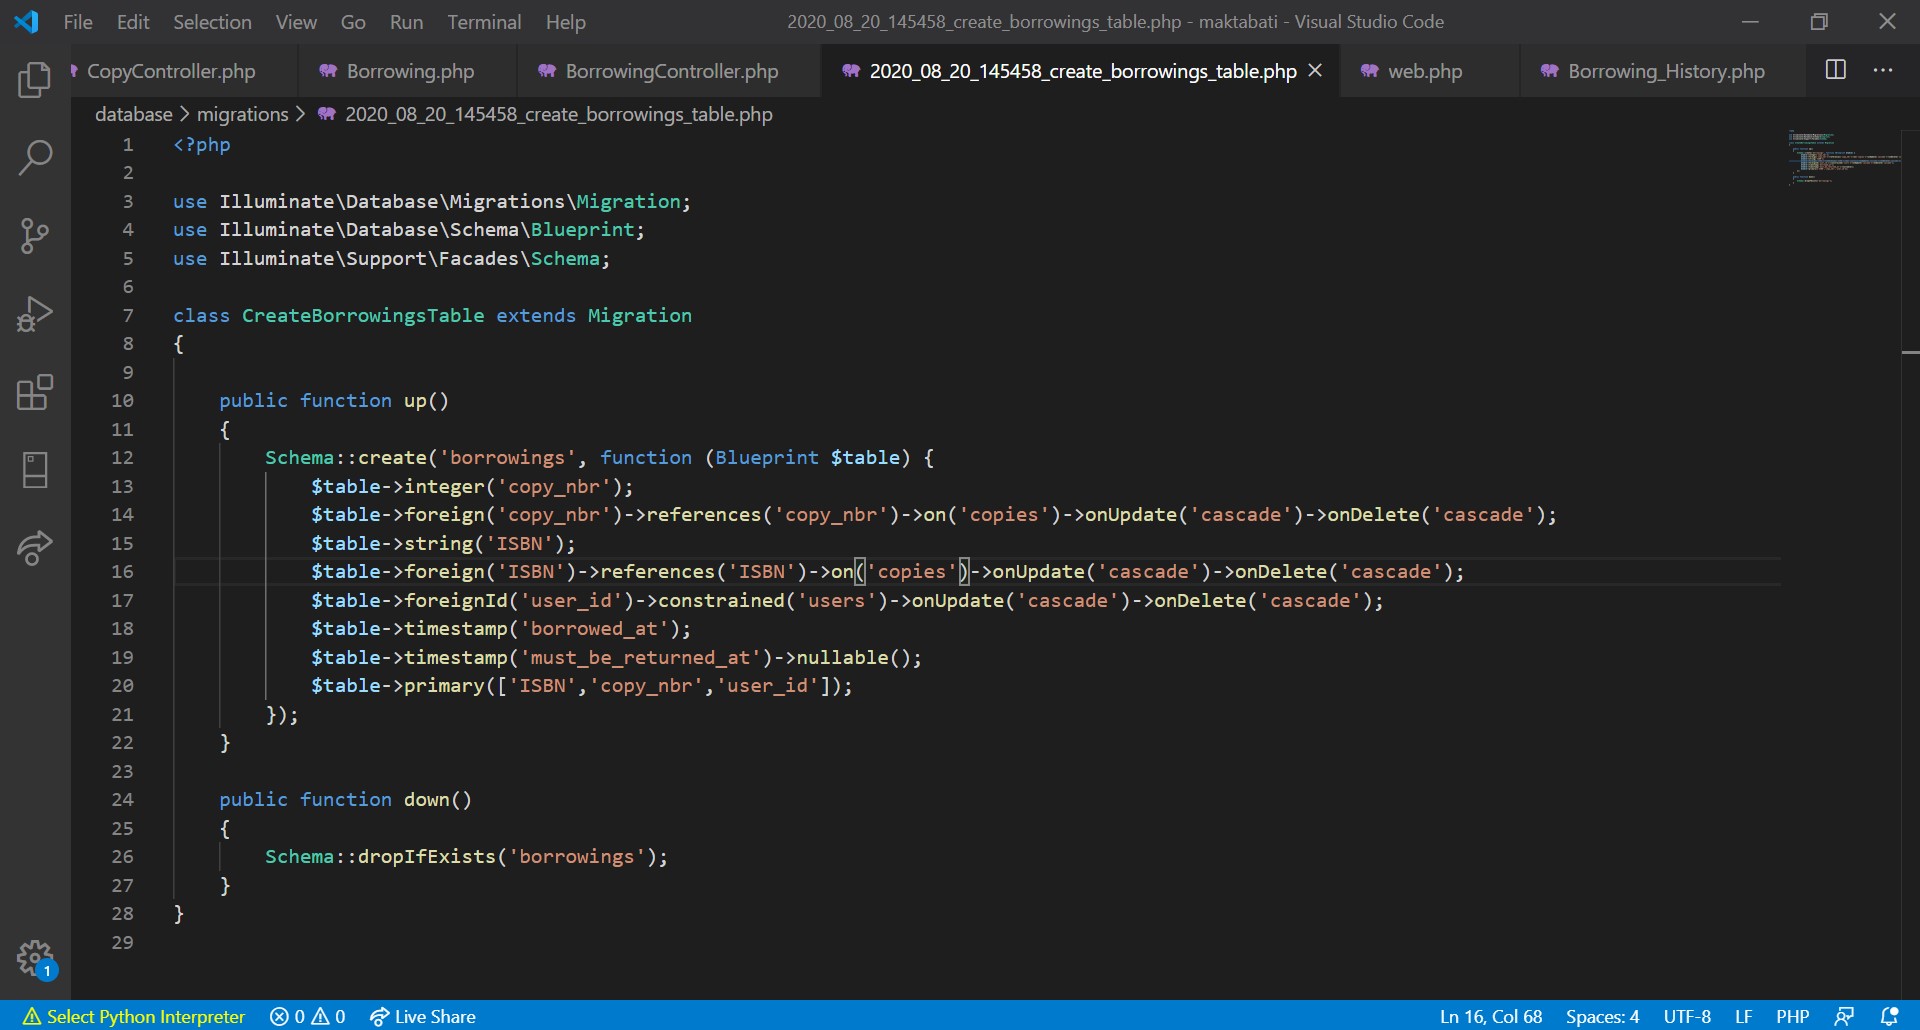 File Edit Selection View Go Run Terminal Help 2020_08_20_145458_create_borrowings_table.php - maktabati - Visual Studio Code
CopyController.php Borrowing.php BorrowingController.php 2020_08_20_145458_create_borrowings_table.php web.php Borrowing_History.php
database > migrations > 2020_08_20_145458_create_borrowings_table.php
1 <?php
2
3 use Illuminate\Database\Migrations\Migration;
4 use Illuminate\Database\Schema\Blueprint;
5 use Illuminate\Support\Facades\Schema;
6
7 class CreateBorrowingsTable extends Migration
8 {
9
10     public function up()
11     {
12         Schema::create('borrowings', function (Blueprint $table) {
13             $table->integer('copy_nbr');
14             $table->foreign('copy_nbr')->references('copy_nbr')->on('copies')->onUpdate('cascade')->onDelete('cascade');
15             $table->string('ISBN');
16             $table->foreign('ISBN')->references('ISBN')->on('copies')->onUpdate('cascade')->onDelete('cascade');
17             $table->foreignId('user_id')->constrained('users')->onUpdate('cascade')->onDelete('cascade');
18             $table->timestamp('borrowed_at');
19             $table->timestamp('must_be_returned_at')->nullable();
20             $table->primary(['ISBN','copy_nbr','user_id']);
21         });
22     }
23
24     public function down()
25     {
26         Schema::dropIfExists('borrowings');
27     }
28 }
29
1
Select Python Interpreter 0 0 Live Share Ln 16, Col 68 Spaces: 4 UTF-8 LF PHP